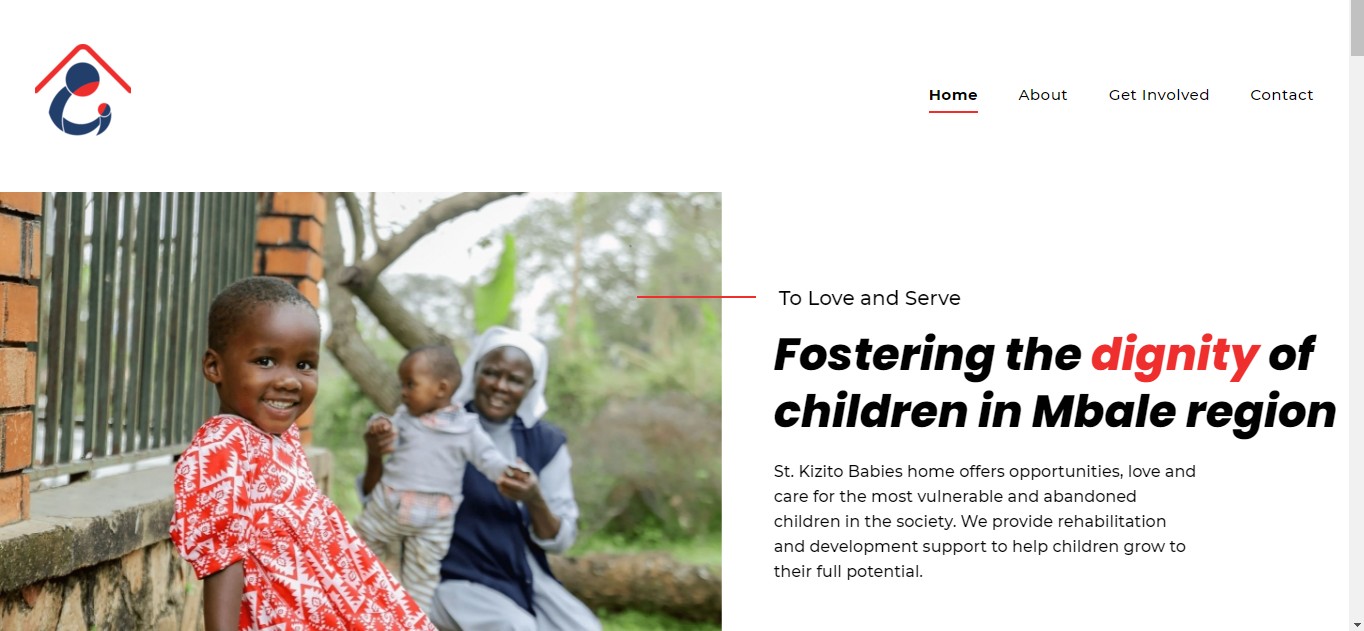 Home
About
Get Involved
Contact
To Love and Serve
Fostering the dignity of
children in Mbale region
St. Kizito Babies home offers opportunities, love and
care for the most vulnerable and abandoned
children in the society. We provide rehabilitation
and development support to help children grow to
their full potential.